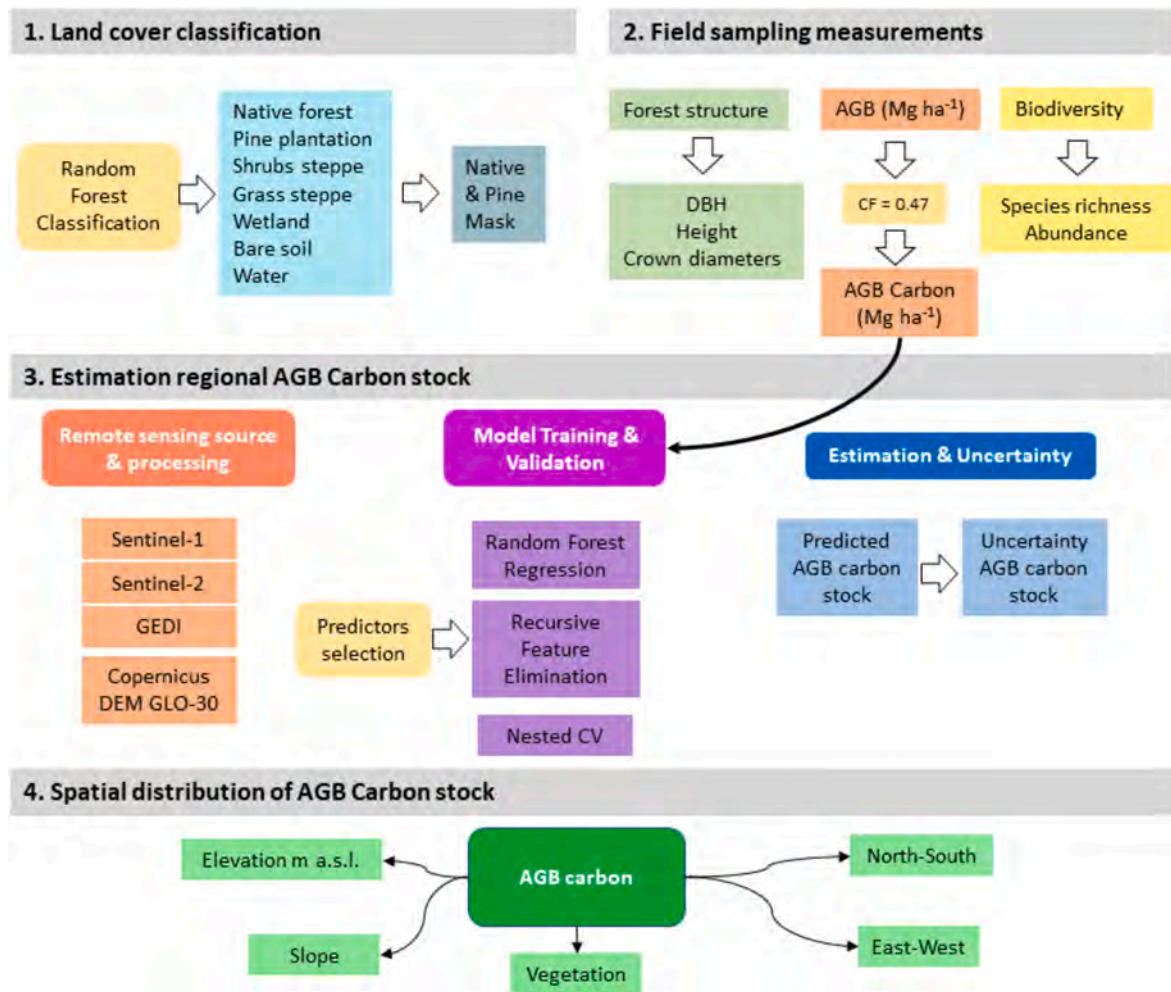 1. Land cover classification
Random
Forest
Classification
Native forest
Pine plantation
Shrubs steppe
Grass steppe
Wetland
Bare soil
Water
Native
& Pine
Mask
2. Field sampling measurements
Forest structure
DBH
Height
Crown diameters
AGB (Mg ha⁻¹)
CF = 0.47
AGB Carbon
(Mg ha⁻¹)
Biodiversity
Species richness
Abundance
3. Estimation regional AGB Carbon stock
Remote sensing source
& processing
Sentinel-1
Sentinel-2
GEDI
Copernicus
DEM GLO-30
Predictors
selection
Model Training &
Validation
Random Forest
Regression
Recursive
Feature
Elimination
Nested CV
Estimation & Uncertainty
Predicted
AGB carbon
stock
Uncertainty
AGB carbon
stock
4. Spatial distribution of AGB Carbon stock
Elevation m a.s.l.
Slope
AGB carbon
Vegetation
North-South
East-West